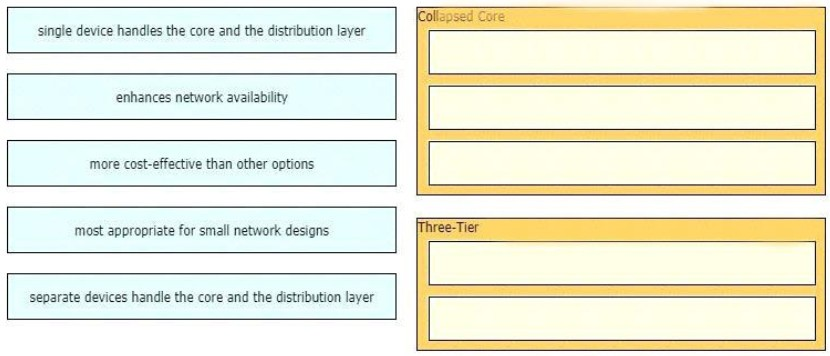 single device handles the core and the distribution layer
enhances network availability
more cost-effective than other options
most appropriate for small network designs
separate devices handle the core and the distribution layer
Collapsed Core
Three-Tier